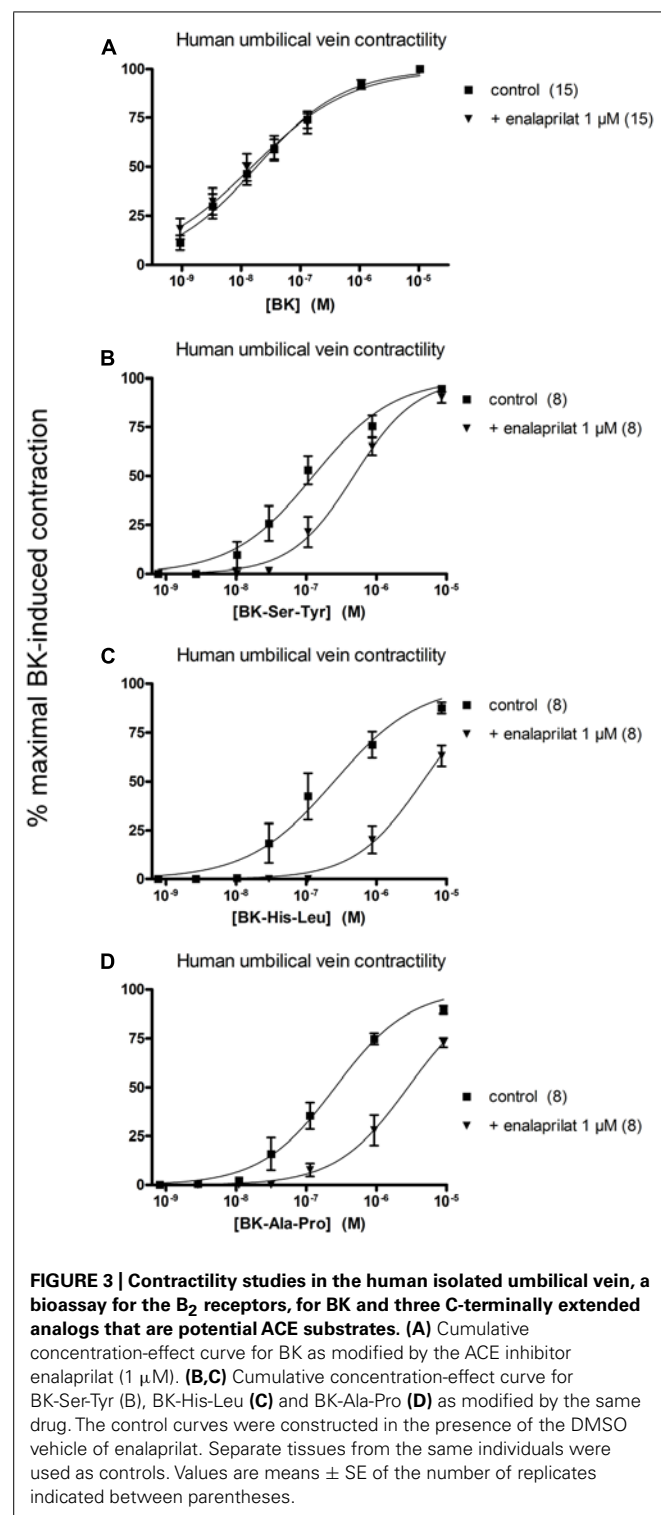 A
Human umbilical vein contractility
100
75
50
25
0
10-9 10-8 10-7 10-6 10-5
[BK] (M)
■ control (15)
▼ + enalaprilat 1 µM (15)
% maximal BK-induced contraction
B
Human umbilical vein contractility
100
75
50
25
0
10-9 10-8 10-7 10-6 10-5
[BK-Ser-Tyr] (M)
■ control (8)
▼ + enalaprilat 1 µM (8)
C
Human umbilical vein contractility
100
75
50
25
0
10-9 10-8 10-7 10-6 10-5
[BK-His-Leu] (M)
■ control (8)
▼ + enalaprilat 1 µM (8)
D
Human umbilical vein contractility
100
75
50
25
0
10-9 10-8 10-7 10-6 10-5
[BK-Ala-Pro] (M)
■ control (8)
▼ + enalaprilat 1 µM (8)
FIGURE 3 | Contractility studies in the human isolated umbilical vein, a
bioassay for the B2 receptors, for BK and three C-terminally extended
analogs that are potential ACE substrates. (A) Cumulative
concentration-effect curve for BK as modified by the ACE inhibitor
enalaprilat (1 µM). (B,C) Cumulative concentration-effect curve for
BK-Ser-Tyr (B), BK-His-Leu (C) and BK-Ala-Pro (D) as modified by the same
drug. The control curves were constructed in the presence of the DMSO
vehicle of enalaprilat. Separate tissues from the same individuals were
used as controls. Values are means ± SE of the number of replicates
indicated between parentheses.